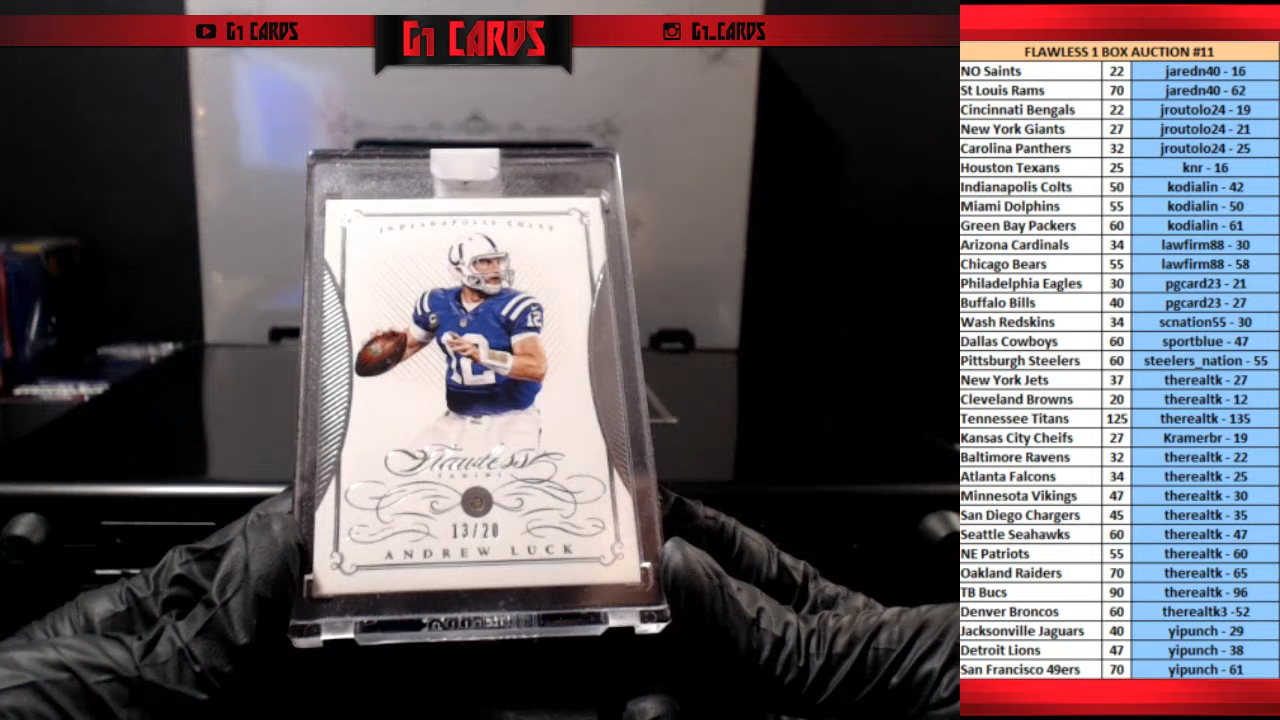 G1 CARDS
G1 CARDS
G1_CARDS
INDIANAPOLIS COLTS
12
12
Flawless
PANINI
13/20
ANDREW LUCK
FLAWLESS 1 BOX AUCTION #11
NO Saints 22 jaredn40 - 16
St Louis Rams 70 jaredn40 - 62
Cincinnati Bengals 22 jroutolo24 - 19
New York Giants 27 jroutolo24 - 21
Carolina Panthers 32 jroutolo24 - 25
Houston Texans 25 knr - 16
Indianapolis Colts 50 kodialin - 42
Miami Dolphins 55 kodialin - 50
Green Bay Packers 60 kodialin - 61
Arizona Cardinals 34 lawfirm88 - 30
Chicago Bears 55 lawfirm88 - 58
Philadelphia Eagles 30 pgcard23 - 21
Buffalo Bills 40 pgcard23 - 27
Wash Redskins 34 scnation55 - 30
Dallas Cowboys 60 sportblue - 47
Pittsburgh Steelers 60 steelers_nation - 55
New York Jets 37 therealtk - 27
Cleveland Browns 20 therealtk - 12
Tennessee Titans 125 therealtk - 135
Kansas City Cheifs 27 Kramerbr - 19
Baltimore Ravens 32 therealtk - 22
Atlanta Falcons 34 therealtk - 25
Minnesota Vikings 47 therealtk - 30
San Diego Chargers 45 therealtk - 35
Seattle Seahawks 60 therealtk - 47
NE Patriots 55 therealtk - 60
Oakland Raiders 70 therealtk - 65
TB Bucs 90 therealtk - 96
Denver Broncos 60 therealtk3 -52
Jacksonville Jaguars 40 yipunch - 29
Detroit Lions 47 yipunch - 38
San Francisco 49ers 70 yipunch - 61